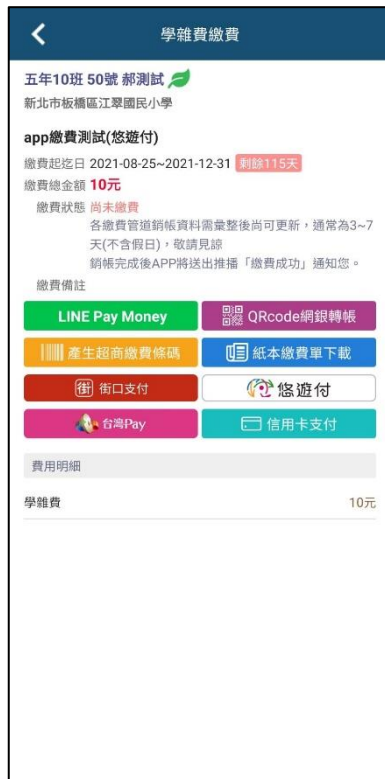 學雜費繳費
五年10班 50號 郝測試
新北市板橋區江翠國民小學
app繳費測試(悠遊付)
繳費起迄日 2021-08-25~2021-12-31 剩餘115天
繳費總金額 10元
繳費狀態 尚未繳費
各繳費管道銷帳資料需彙整後尚可更新，通常為3~7
天(不含假日)，敬請見諒
銷帳完成後APP將送出推播「繳費成功」通知您。
繳費備註
LINE Pay Money
QRcode網銀轉帳
產生超商繳費條碼
紙本繳費單下載
街 街口支付
悠遊付
台灣Pay
信用卡支付
費用明細
學雜費 10元